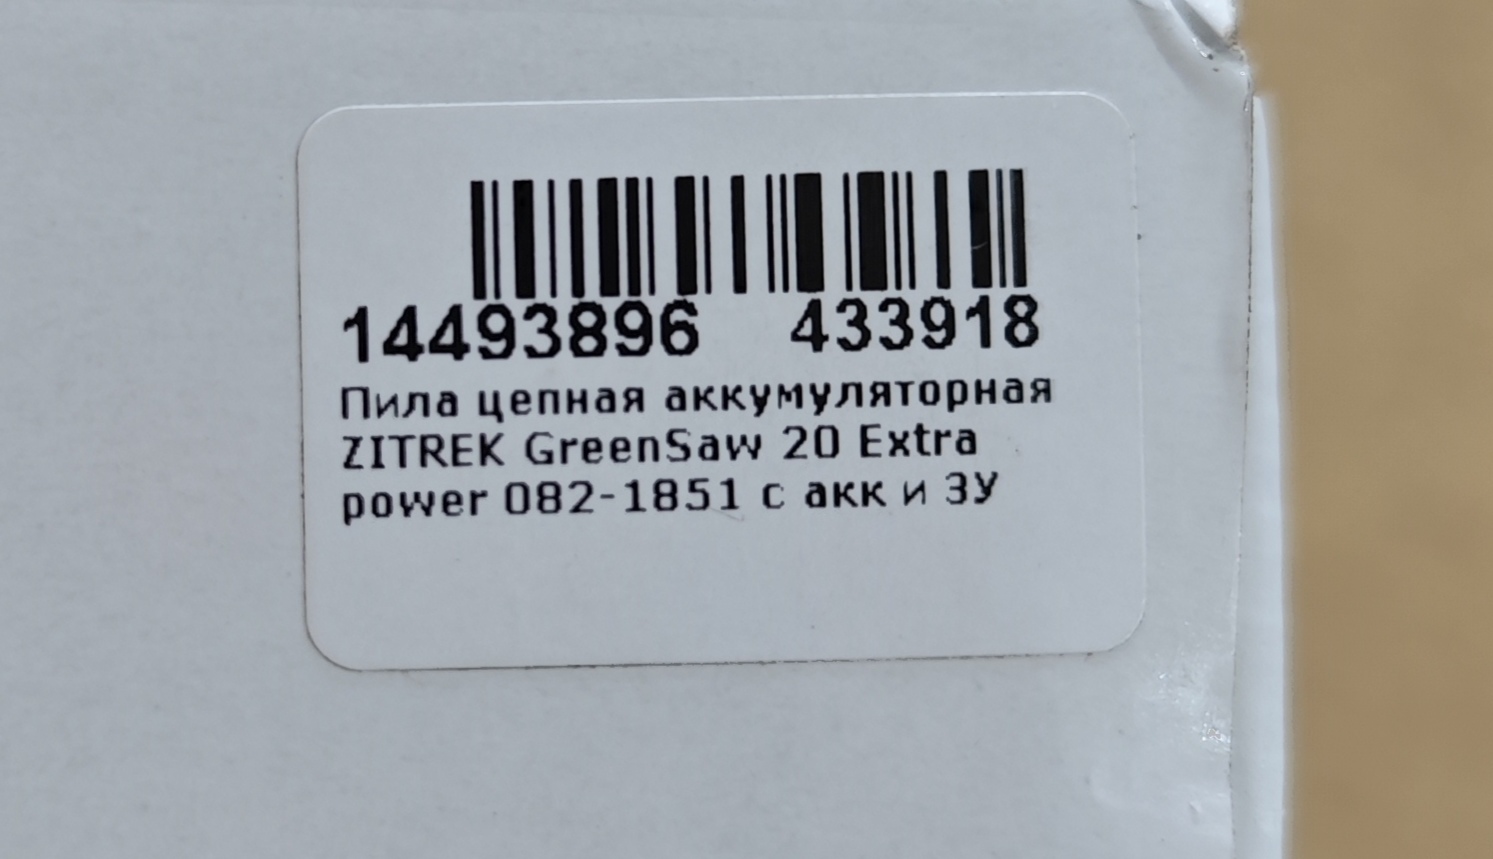 14493896 433918
Пила цепная аккумуляторная
ZITREK GreenSaw 20 Extra
power 082-1851 с акк и ЗУ